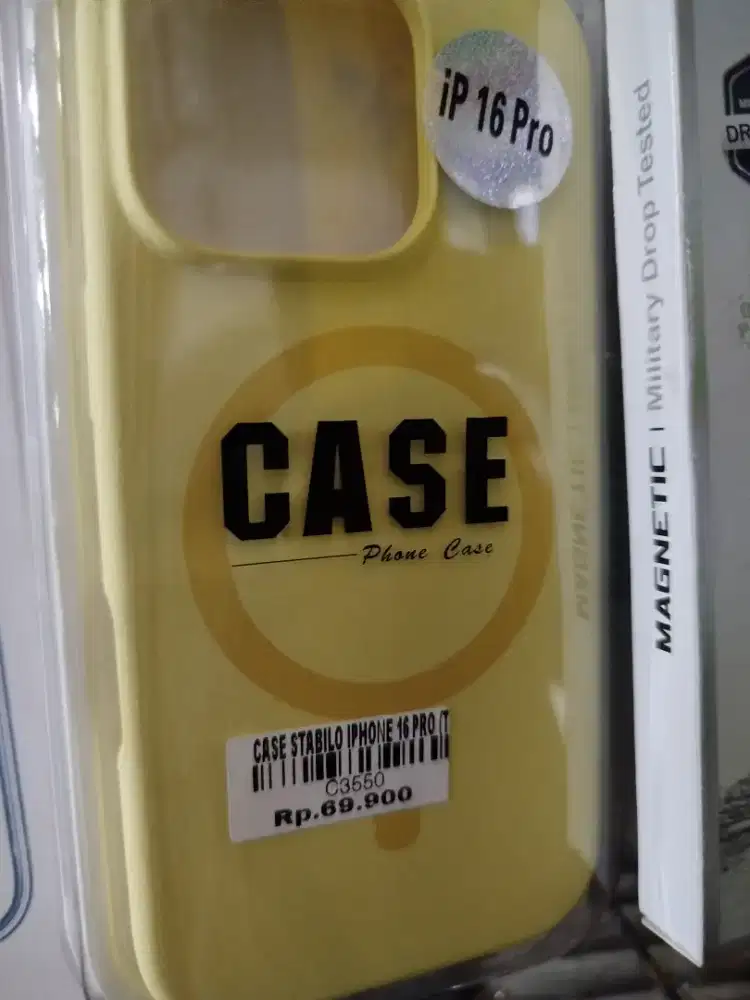 iP 16 Pro
CASE
Phone Case
CASE STABILO IPHONE 16 PRO (T
C3550
Rp.69.900
MAGNETIC | Military Drop Tested
DR